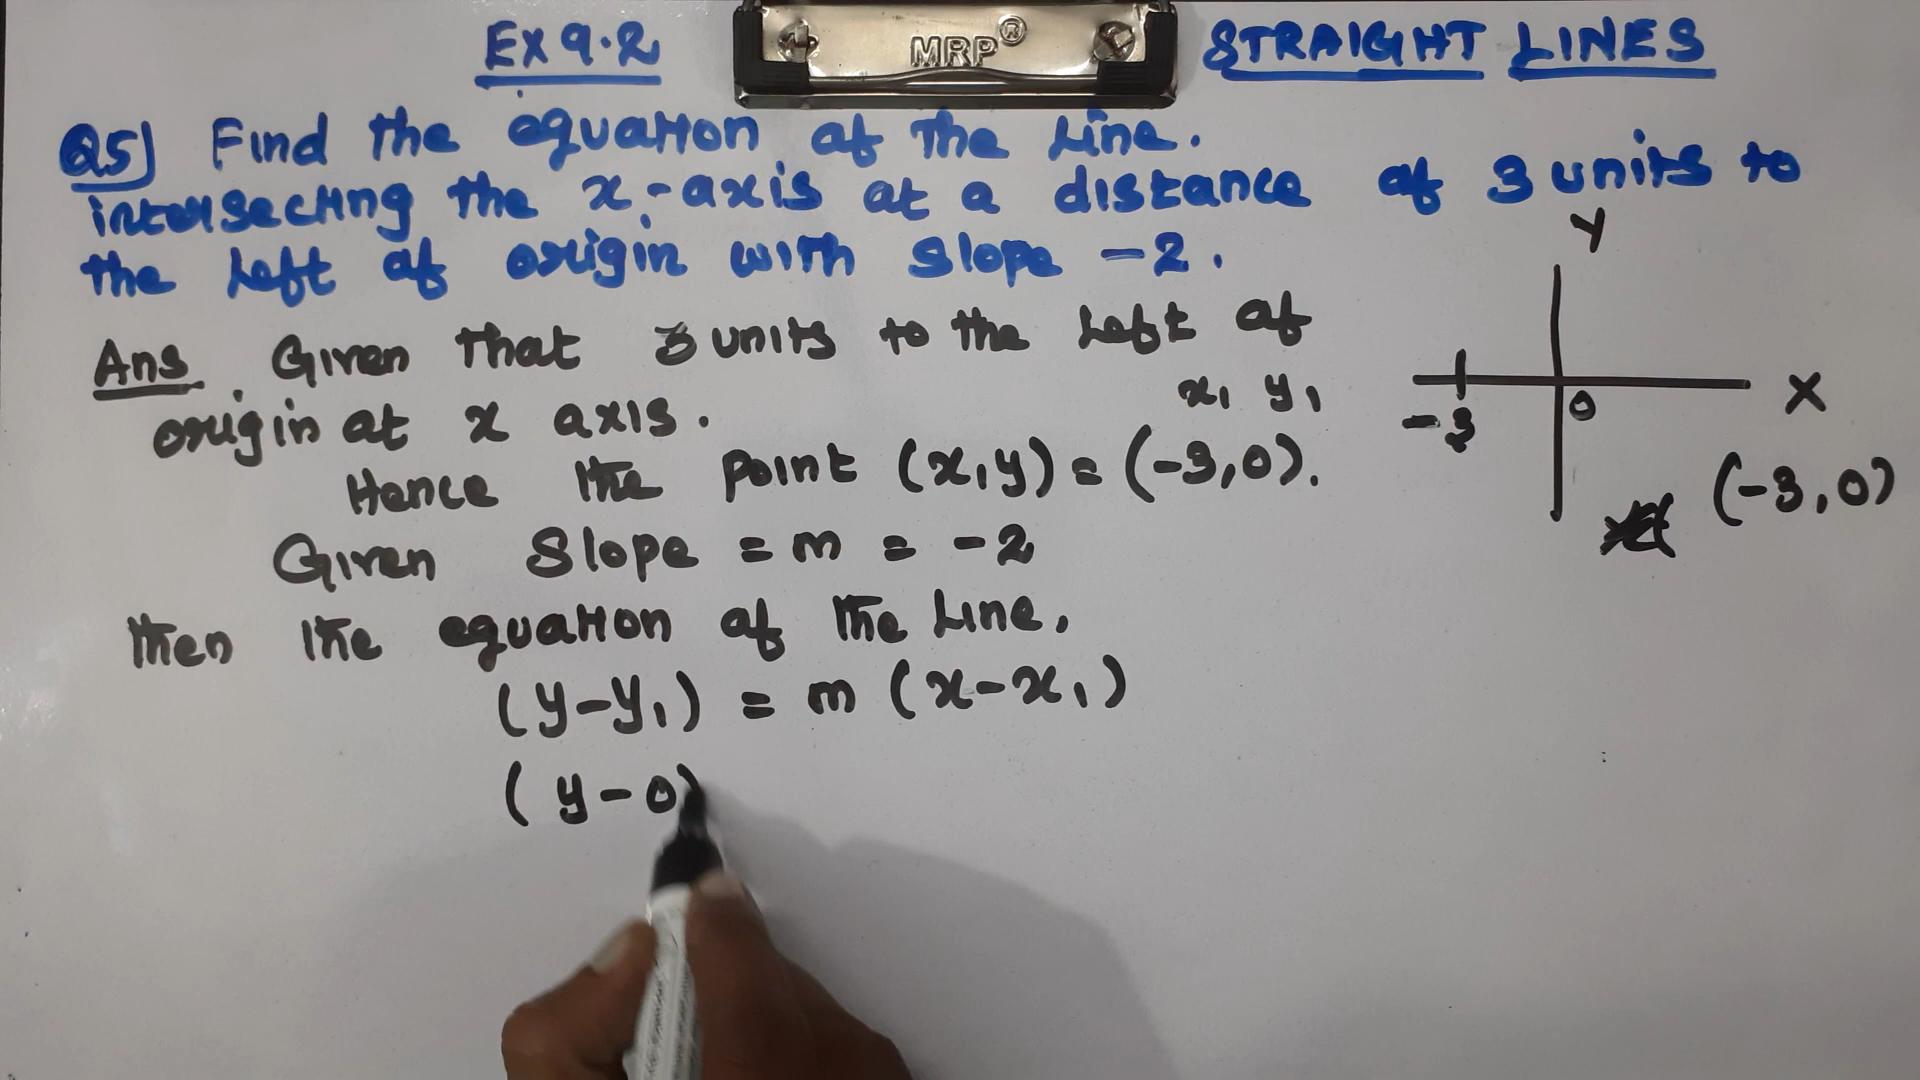 EX 9.2
MRP®
STRAIGHT LINES
Q5) Find the equation of the Line.
intersecting the x-axis at a distance of 3 units to
the left of origin with slope -2.
Ans. Given that 3 units to the left of
origin at x axis.
x₁ y₁
Hence the point (x,y) = (-3,0).
Given Slope = m = -2
then the equation of the Line,
(y-y₁) = m (x-x₁)
(y-0)
Y
X
0
-3
(-3,0)